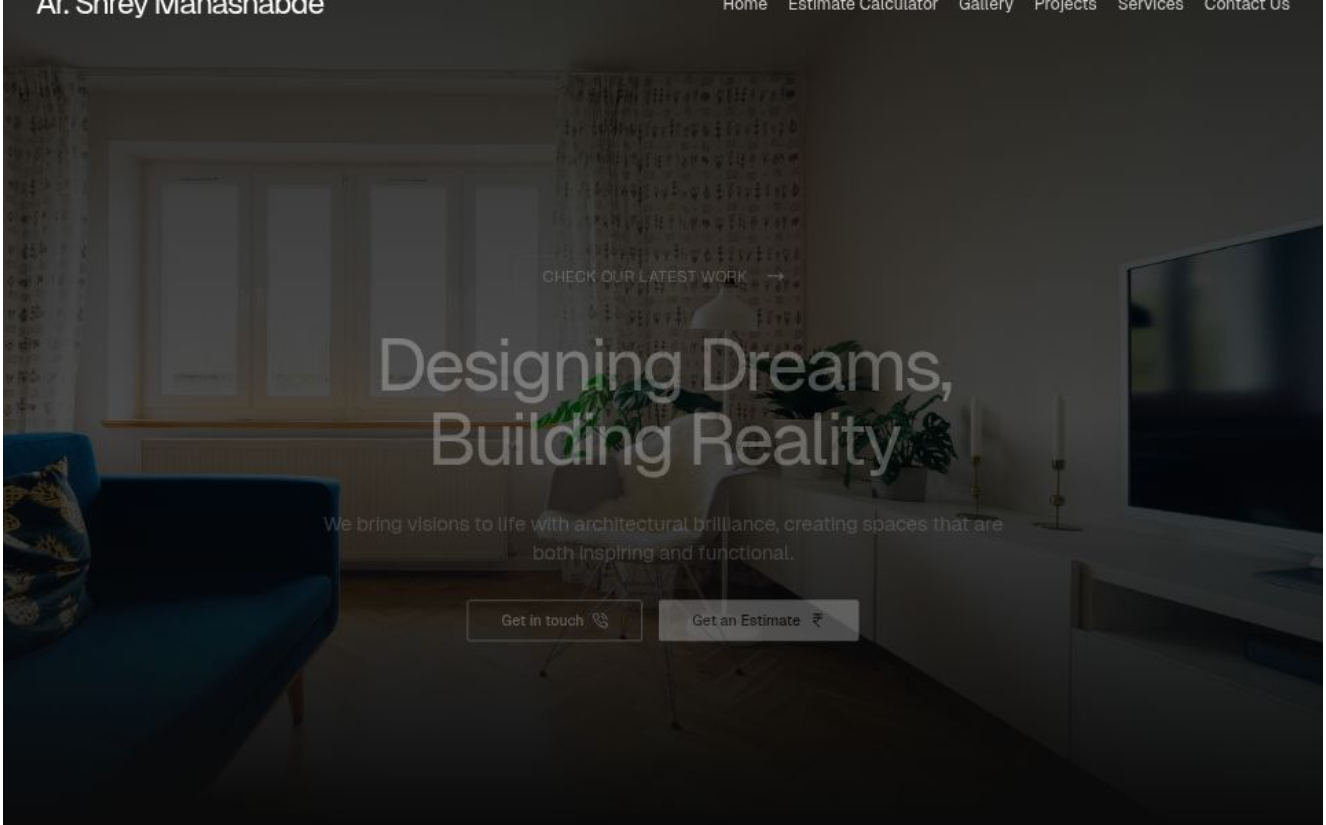 Ar. Shrey Manashabde
Home Estimate Calculator Gallery Projects Services Contact Us
CHECK OUR LATEST WORK →
Designing Dreams,
Building Reality
We bring visions to life with architectural brilliance, creating spaces that are
both inspiring and functional.
Get in touch
Get an Estimate ₹